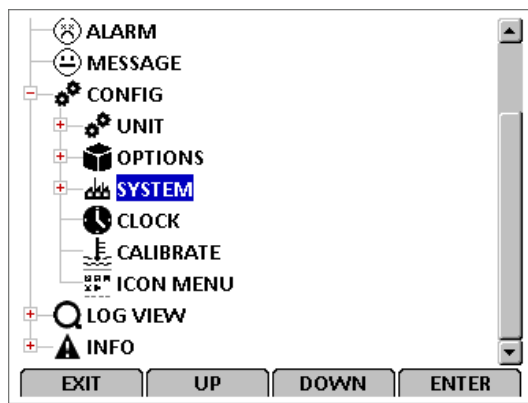 ALARM
MESSAGE
CONFIG
UNIT
OPTIONS
SYSTEM
CLOCK
CALIBRATE
ICON MENU
LOG VIEW
INFO
EXIT UP DOWN ENTER